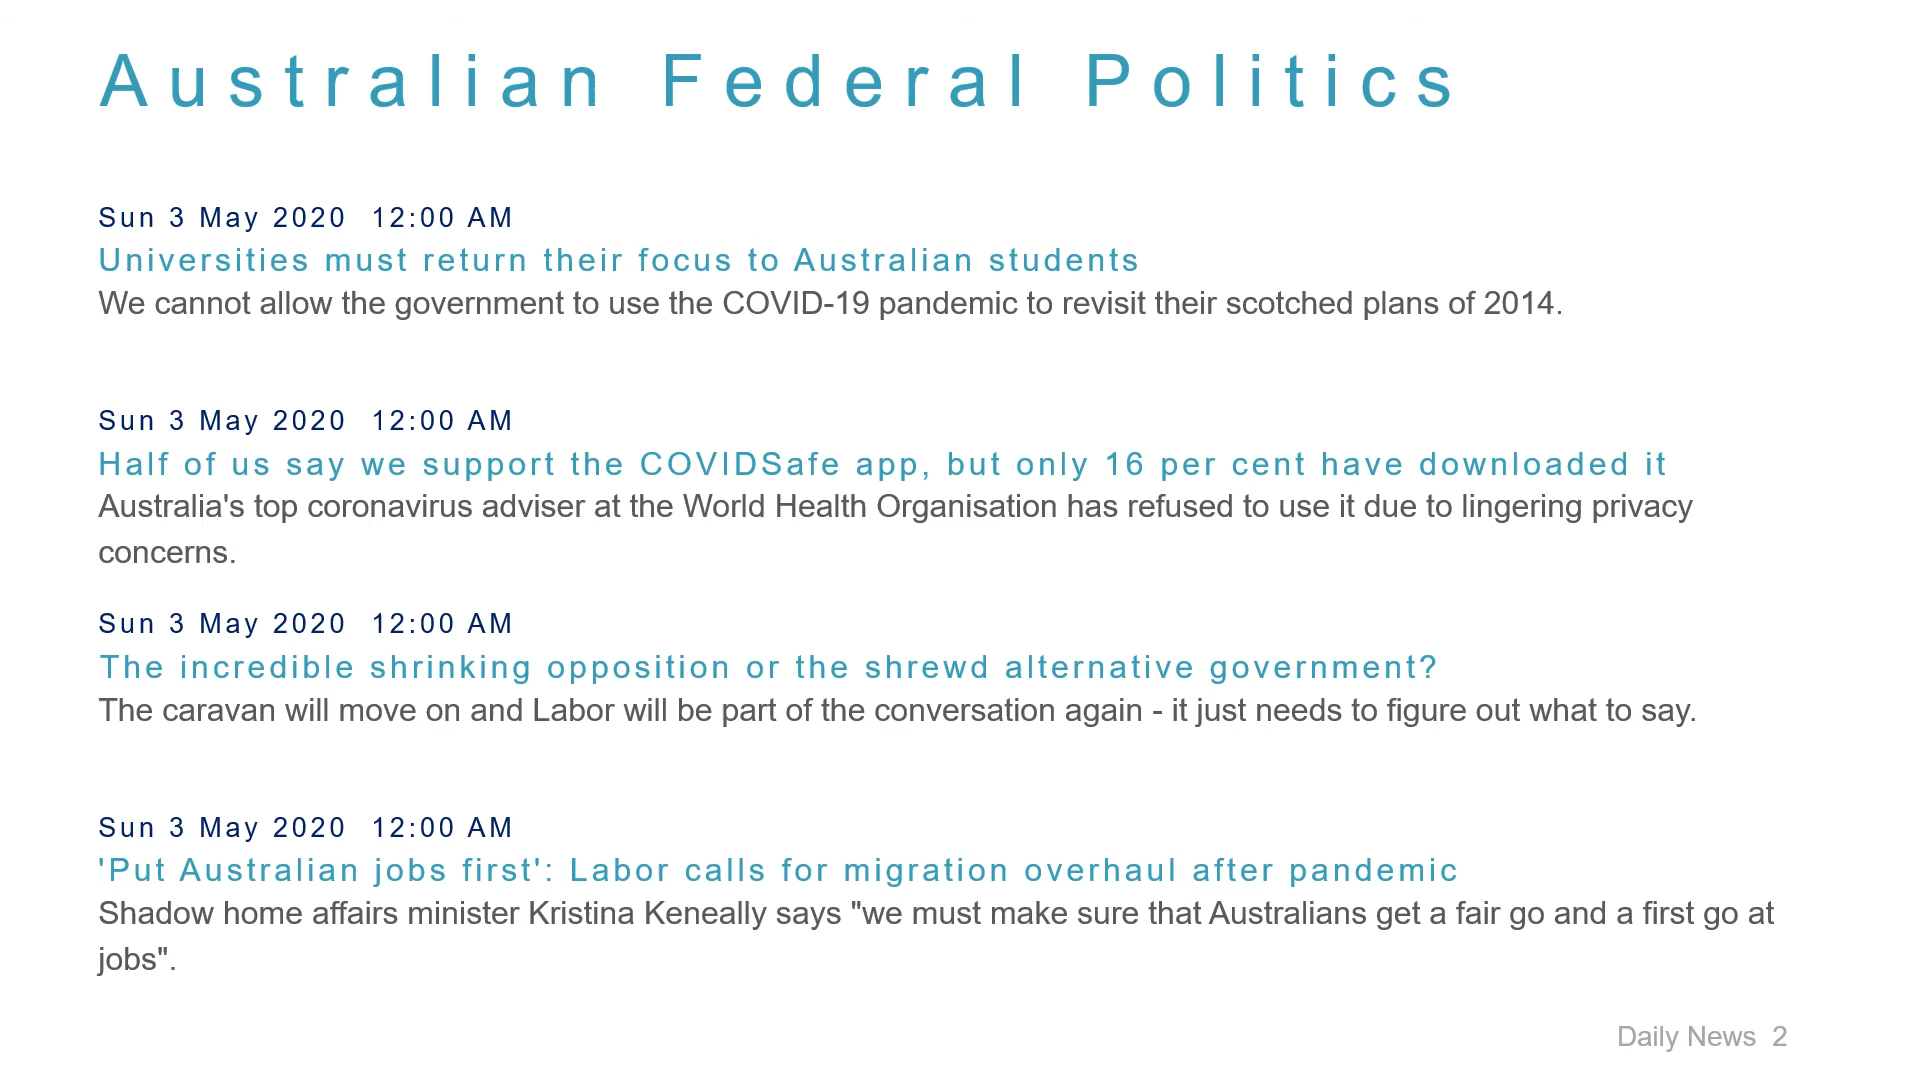 Australian Federal Politics
Sun 3 May 2020 12:00 AM
Universities must return their focus to Australian students
We cannot allow the government to use the COVID-19 pandemic to revisit their scotched plans of 2014.
Sun 3 May 2020 12:00 AM
Half of us say we support the COVIDSafe app, but only 16 per cent have downloaded it
Australia's top coronavirus adviser at the World Health Organisation has refused to use it due to lingering privacy
concerns.
Sun 3 May 2020 12:00 AM
The incredible shrinking opposition or the shrewd alternative government?
The caravan will move on and Labor will be part of the conversation again - it just needs to figure out what to say.
Sun 3 May 2020 12:00 AM
'Put Australian jobs first': Labor calls for migration overhaul after pandemic
Shadow home affairs minister Kristina Keneally says "we must make sure that Australians get a fair go and a first go at
jobs".
Daily News 2